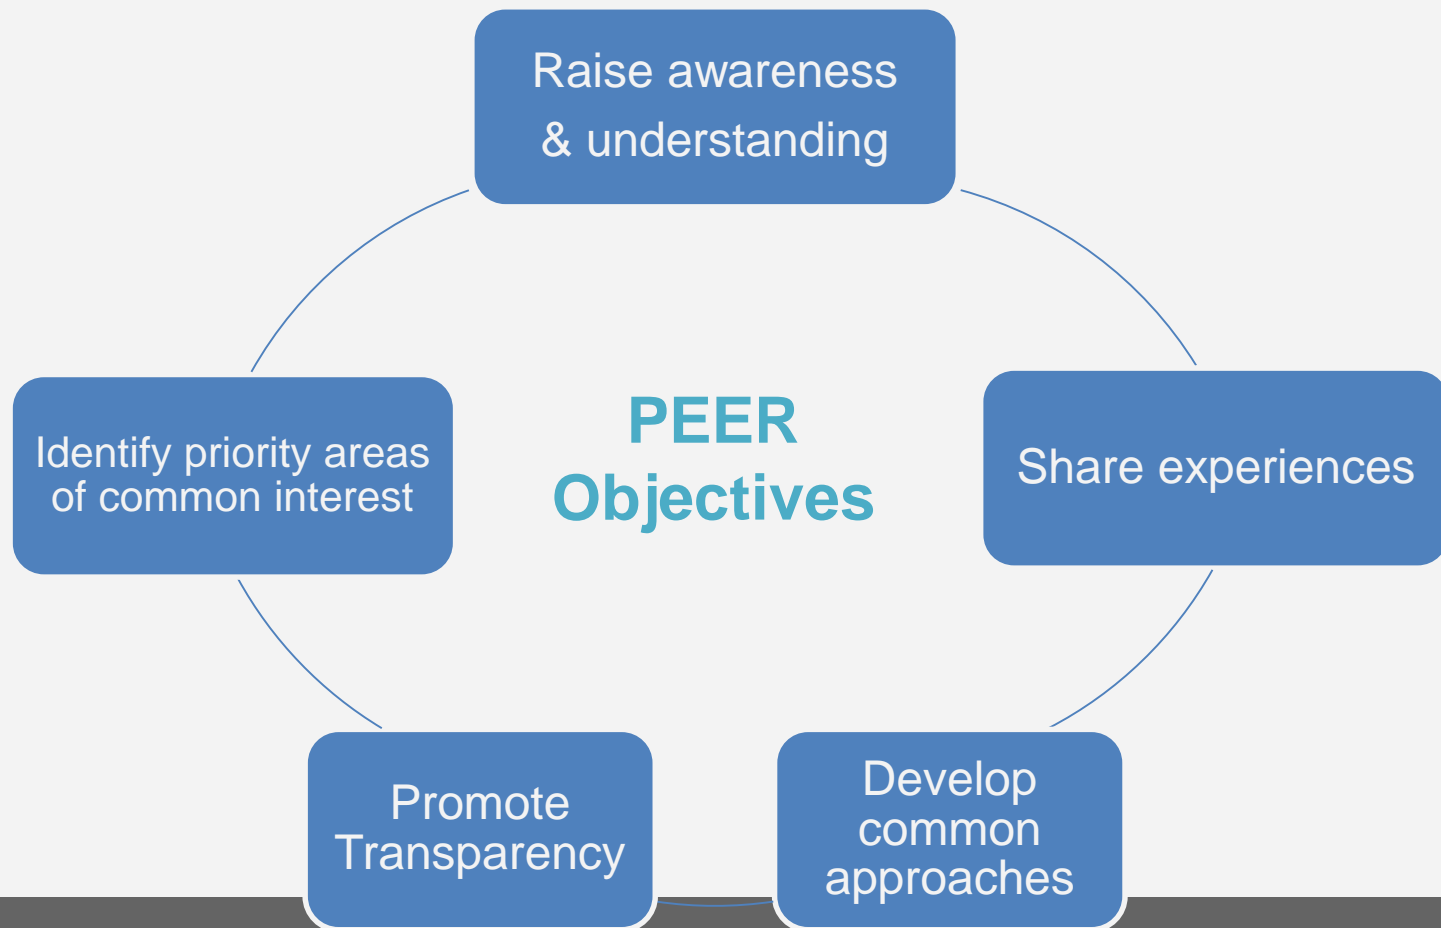 Raise awareness
& understanding
PEER
Objectives
Identify priority areas
of common interest
Share experiences
Promote
Transparency
Develop
common
approaches